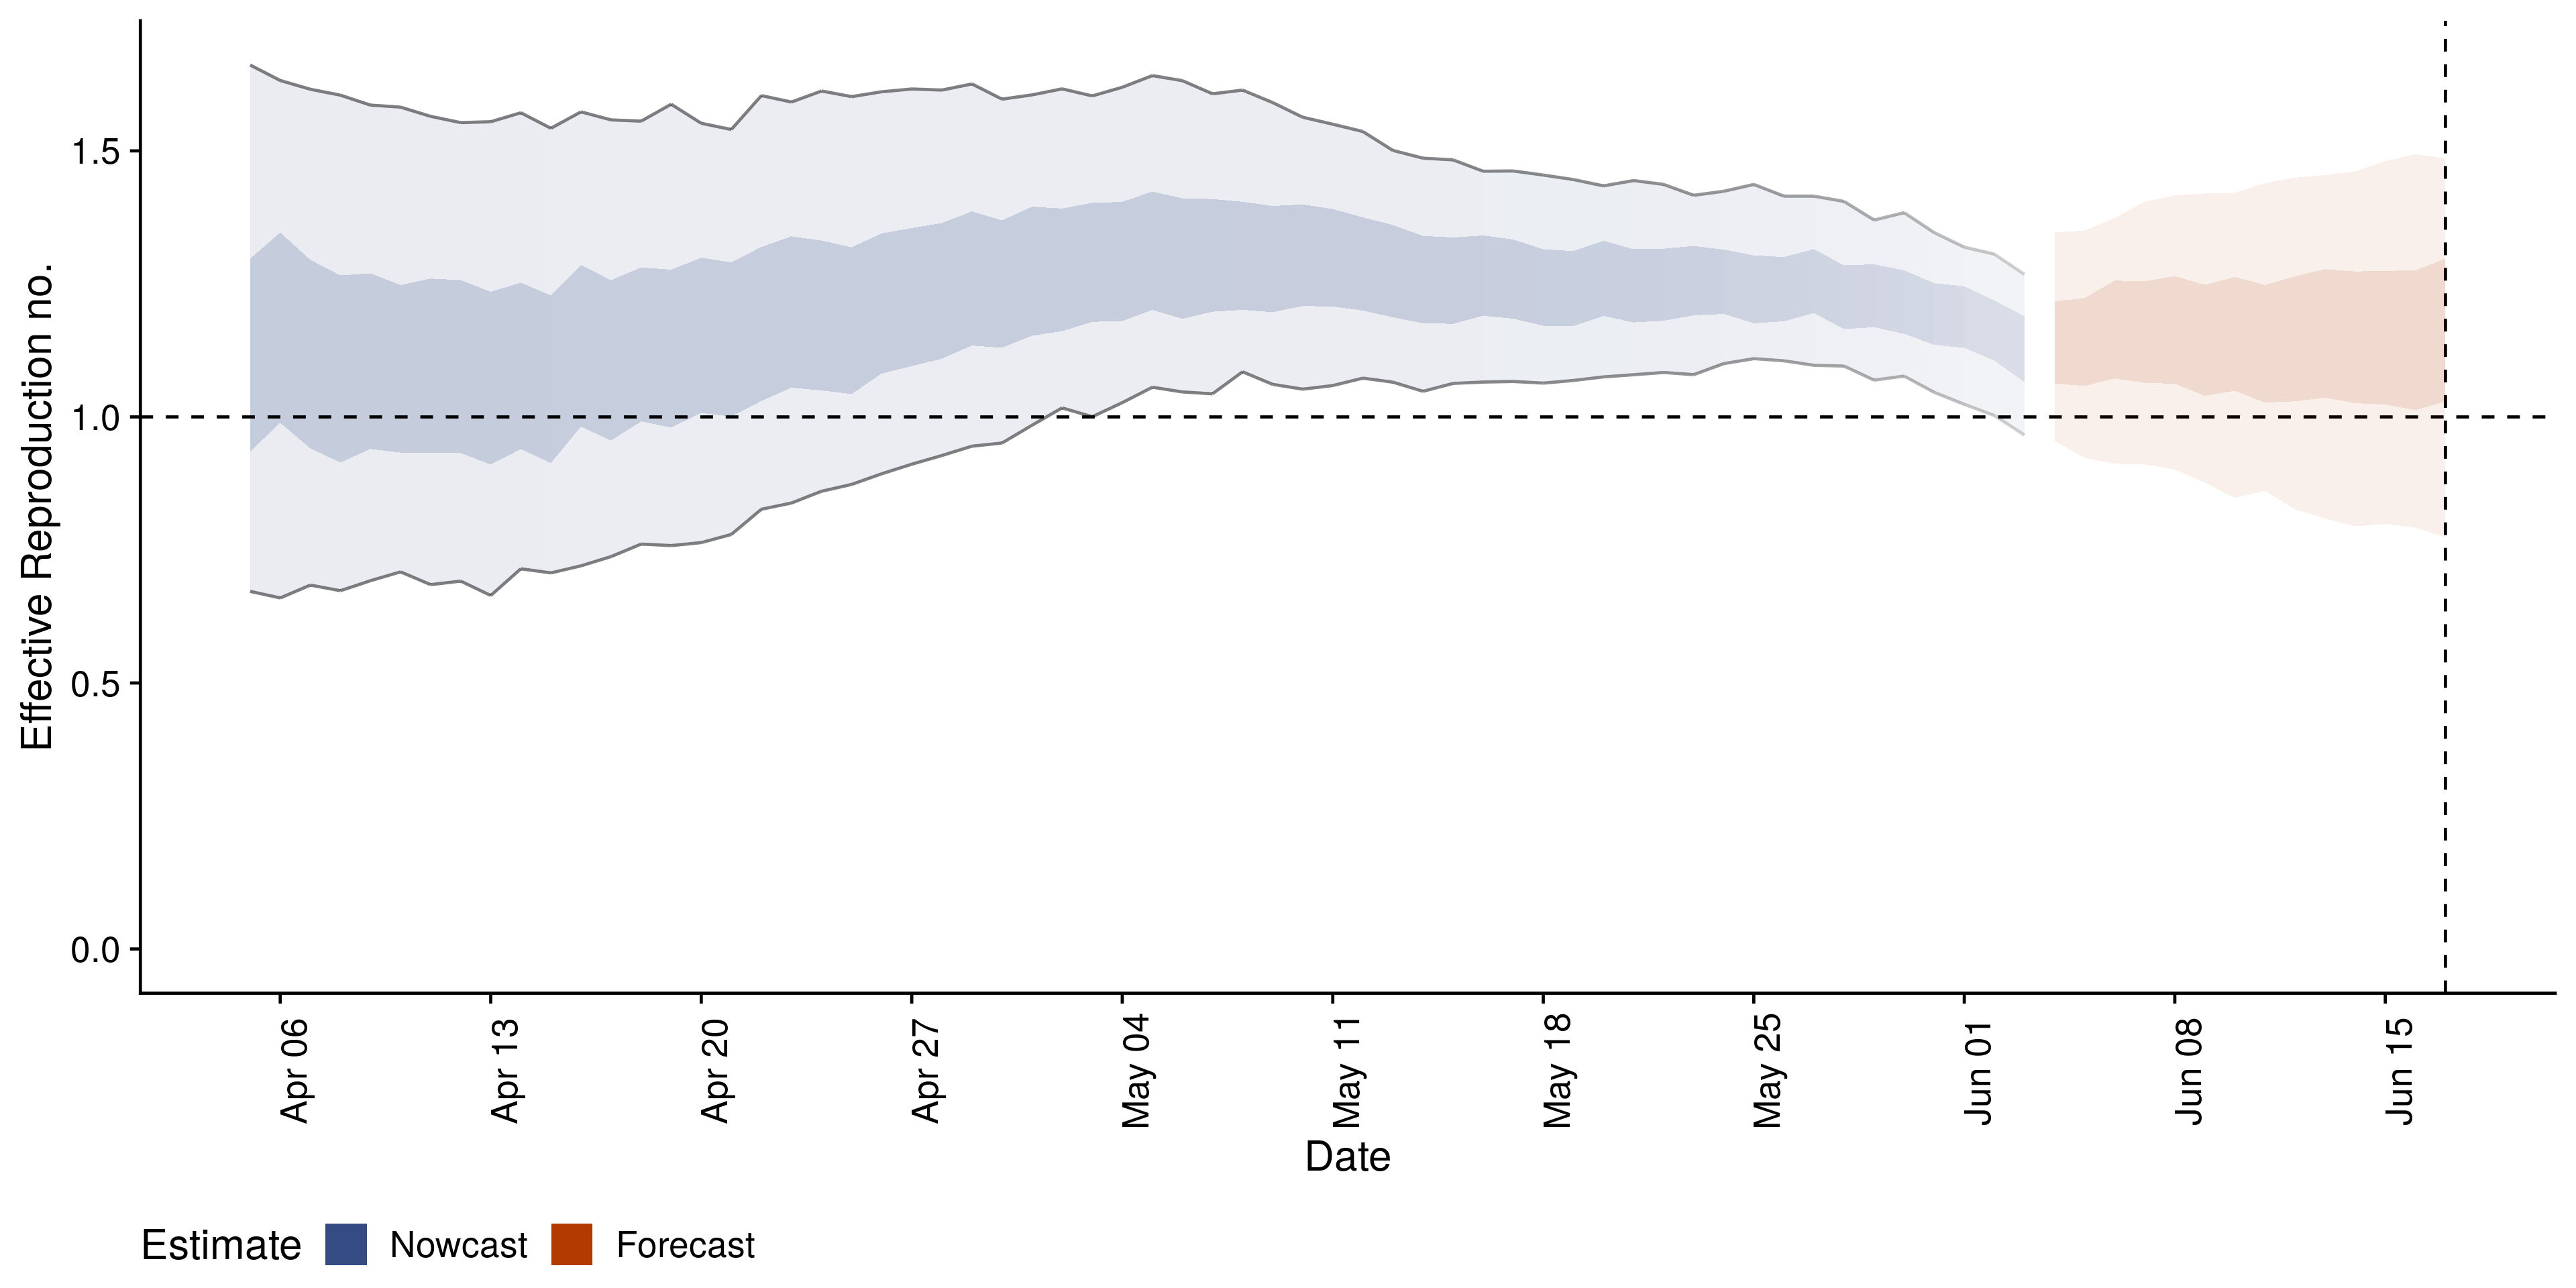 Effective Reproduction no.
1.5
1.0
0.5
0.0
Apr 06
Apr 13
Apr 20
Apr 27
May 04
May 11
May 18
May 25
Jun 01
Jun 08
Jun 15
Date
Estimate Nowcast Forecast